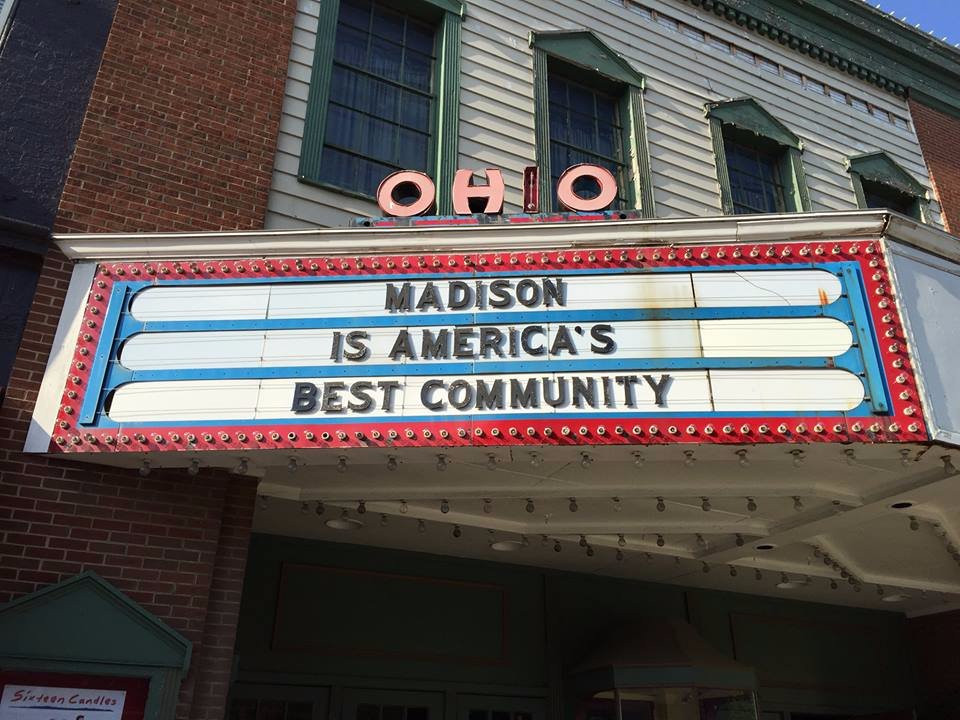 OHIO
MADISON
IS AMERICA'S
BEST COMMUNITY
Sixteen Candles